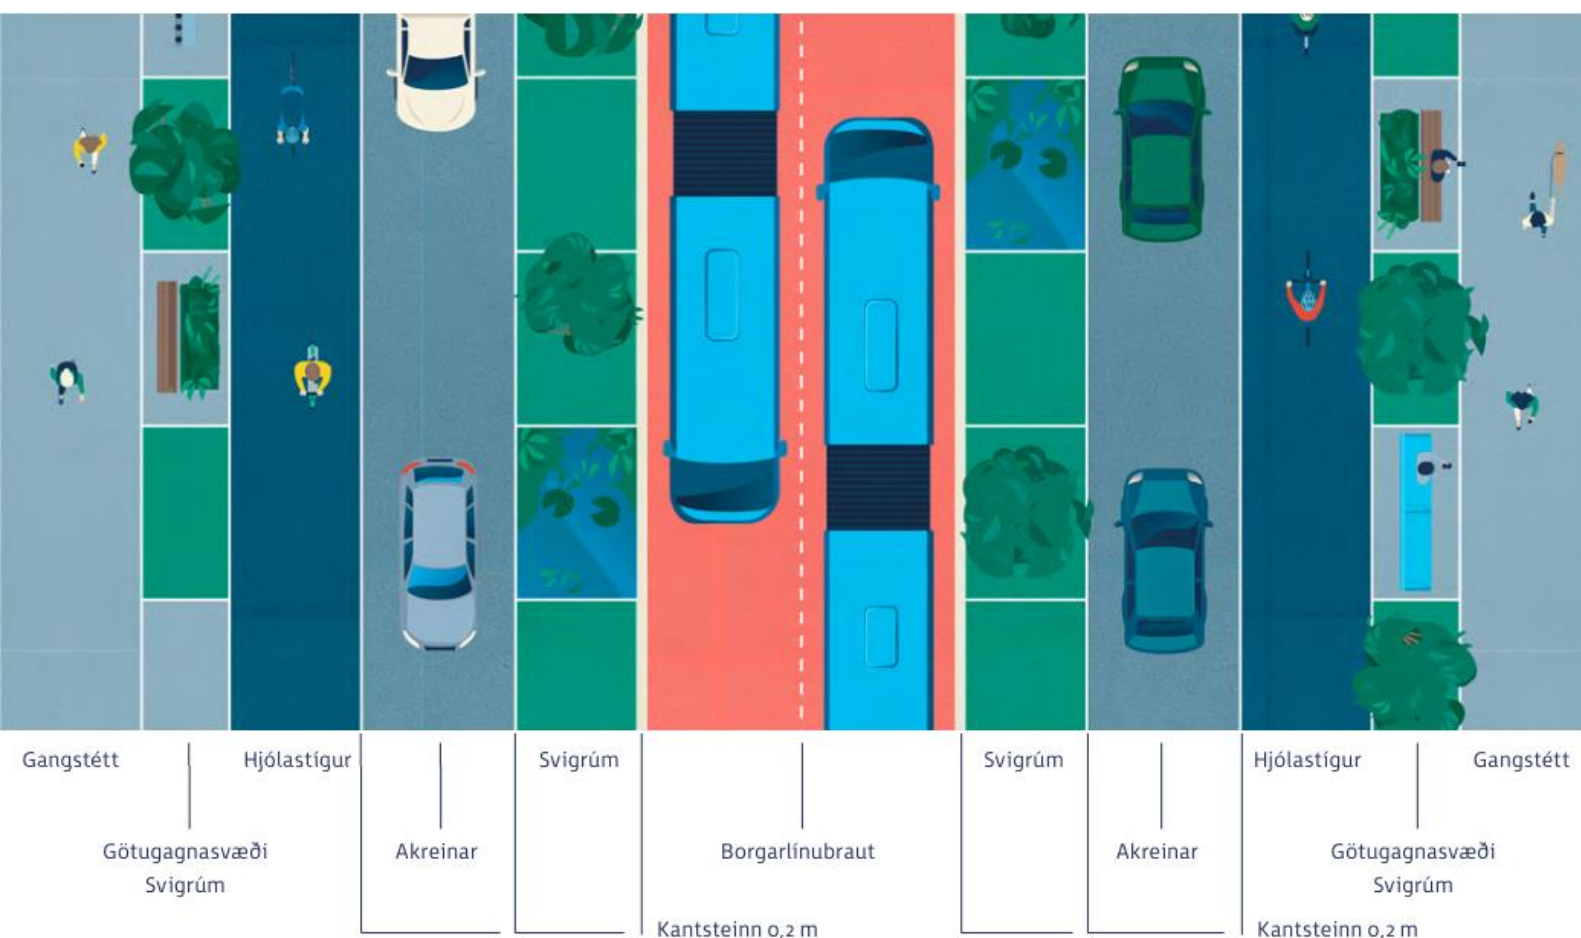 Gangstétt
Hjólastígur
Svigrúm
Svigrúm
Hjólastígur
Gangstétt
Götugagnasvæði
Svigrúm
Akreinar
Borgarlínubraut
Akreinar
Götugagnasvæði
Svigrúm
Kantsteinn 0,2 m
Kantsteinn 0,2 m